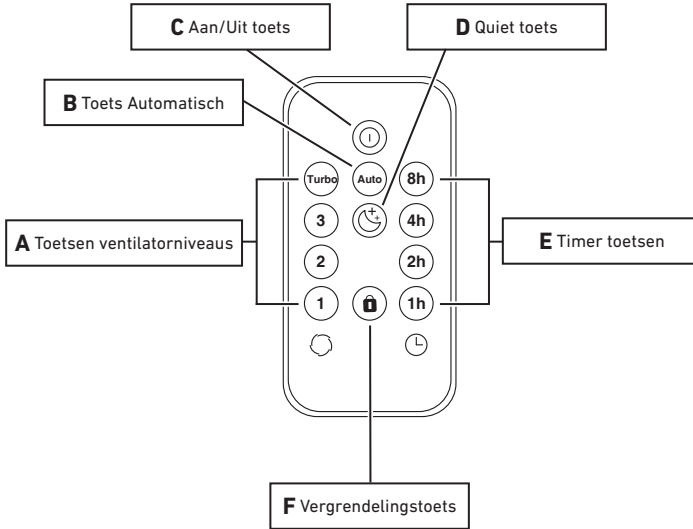 C Aan/Uit toets
D Quiet toets
B Toets Automatisch
Turbo
Auto
8h
3
4h
A Toetsen ventilatorniveaus
E Timer toetsen
2
2h
1
1h
F Vergrendelingstoets